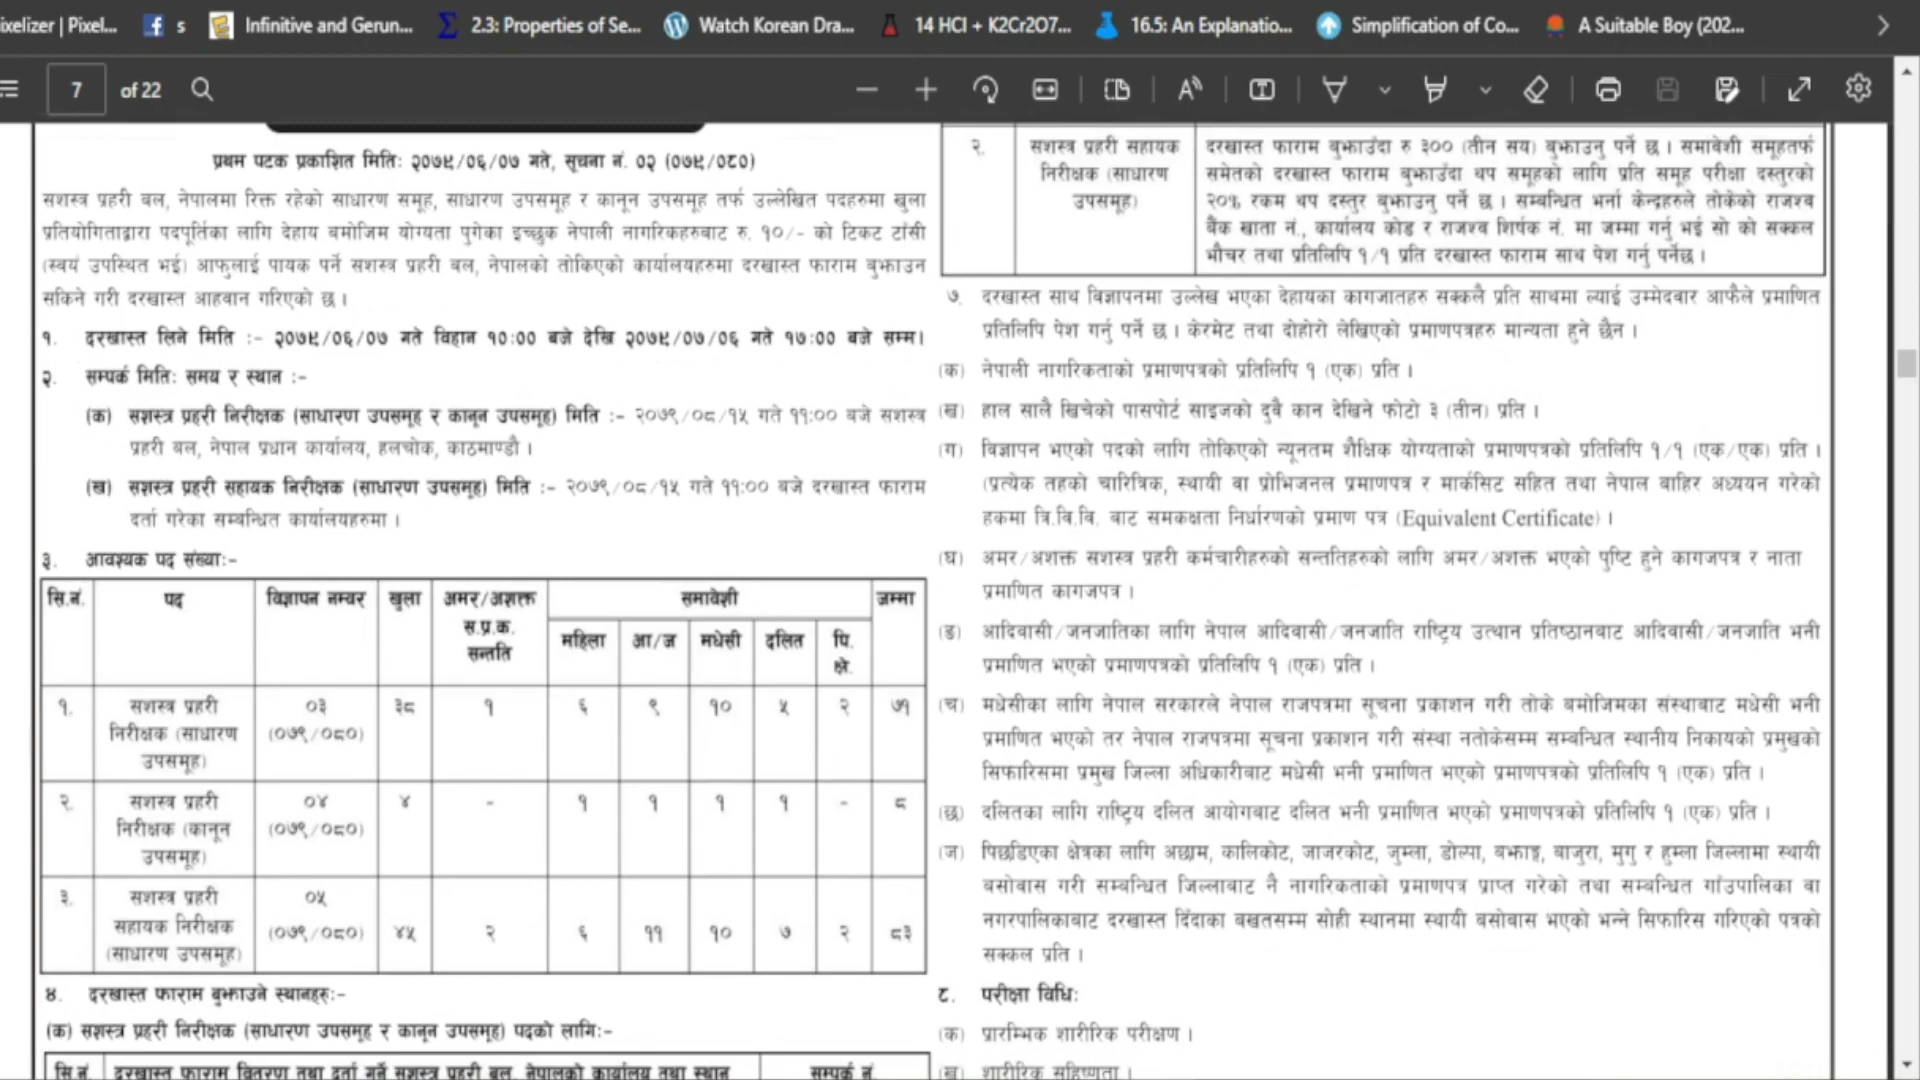 ixelizer | Pixel...
s
Infinitive and Gerun...
2.3: Properties of Se...
Watch Korean Dra...
14 HCl + K2Cr2O7...
16.5: An Explanatio...
Simplification of Co...
A Suitable Boy (202...
7 of 22
प्रथम पटक प्रकाशित मितिः २०७९/०६/०७ गते, सूचना नं. ०२ (०७९/०८०)
सशस्त्र प्रहरी बल, नेपालमा रिक्त रहेको साधारण समूह, साधारण उपसमूह र कानून उपसमूह तर्फ उल्लेखित पदहरुमा खुला
प्रतियोगिताद्वारा पदपूर्तिका लागि देहाय बमोजिम योग्यता पुगेका इच्छुक नेपाली नागरिकहरुबाट रु. १०/- को टिकट टाँसी
(स्वयं उपस्थित भई) आफुलाई पायक पर्ने सशस्त्र प्रहरी बल, नेपालको तोकिएको कार्यालयहरुमा दरखास्त फाराम बुझाउन
सकिने गरी दरखास्त आहवान गरिएको छ ।
१. दरखास्त लिने मिति :- २०७९/०६/०७ गते विहान १०:०० बजे देखि २०७९/०७/०६ गते १७:०० बजे सम्म।
२. सम्पर्क मितिः समय र स्थान :-
(क) सशस्त्र प्रहरी निरीक्षक (साधारण उपसमूह र कानून उपसमूह) मिति :- २०७९/०८/१५ गते ११:०० बजे सशस्त्र
प्रहरी बल, नेपाल प्रधान कार्यालय, हलचोक, काठमाण्डौ ।
(ख) सशस्त्र प्रहरी सहायक निरीक्षक (साधारण उपसमूह) मिति :- २०७९/०८/१५ गते ११:०० बजे दरखास्त फाराम
दर्ता गरेका सम्बन्धित कार्यालयहरुमा ।
३. आवश्यक पद संख्याः-
सि.नं. पद विज्ञापन नम्वर खुला अमर/अशक्त स.प्र.क. सन्तति समावेशी जम्मा
महिला आ/ज मधेसी दलित पि. क्षे.
१. सशस्त्र प्रहरी निरीक्षक (साधारण उपसमूह) ०३ (०७९/०८०) ३८ १ ६ ९ १० ५ २ ७१
२. सशस्त्र प्रहरी निरीक्षक (कानून उपसमूह) ०४ (०७९/०८०) ४ - १ १ १ १ - ८
३. सशस्त्र प्रहरी सहायक निरीक्षक (साधारण उपसमूह) ०५ (०७९/०८०) ४५ २ ६ ११ १० ७ २ ८३
४. दरखास्त फाराम बुझाउने स्थानहरुः-
(क) सशस्त्र प्रहरी निरीक्षक (साधारण उपसमूह र कानून उपसमूह) पदको लागिः-
सि.नं. दरखास्त फाराम वितरण तथा दर्ता गर्ने सशस्त्र प्रहरी बल, नेपालको कार्यालय तथा स्थान सम्पर्क नं.
२. सशस्त्र प्रहरी सहायक निरीक्षक (साधारण उपसमूह)
दरखास्त फाराम बुझाउँदा रु ३०० (तीन सय) बुझाउनु पर्ने छ । समावेशी समूहतर्फ
समेतको दरखास्त फाराम बुझाउँदा थप समूहको लागि प्रति समूह परीक्षा दस्तुरको
२०% रकम थप दस्तुर बुझाउनु पर्ने छ । सम्बन्धित भर्ना केन्द्रहरुले तोकेको राजश्व
बैंक खाता नं., कार्यालय कोड र राजश्व शिर्षक नं. मा जम्मा गर्नु भई सो को सक्कल
भौचर तथा प्रतिलिपि १/१ प्रति दरखास्त फाराम साथ पेश गर्नु पर्नेछ ।
७. दरखास्त साथ विज्ञापनमा उल्लेख भएका देहायका कागजातहरु सक्कलै प्रति साथमा ल्याई उम्मेदवार आफैले प्रमाणित
प्रतिलिपि पेश गर्नु पर्ने छ । केरमेट तथा दोहोरो लेखिएको प्रमाणपत्रहरु मान्यता हुने छैन ।
(क) नेपाली नागरिकताको प्रमाणपत्रको प्रतिलिपि १ (एक) प्रति ।
(ख) हाल सालै खिचेको पासपोर्ट साइजको दुवै कान देखिने फोटो ३ (तीन) प्रति ।
(ग) विज्ञापन भएको पदको लागि तोकिएको न्यूनतम शैक्षिक योग्यताको प्रमाणपत्रको प्रतिलिपि १/१ (एक/एक) प्रति ।
(प्रत्येक तहको चारित्रिक, स्थायी वा प्रोभिजनल प्रमाणपत्र र मार्कसिट सहित तथा नेपाल बाहिर अध्ययन गरेको
हकमा त्रि.वि.वि. बाट समकक्षता निर्धारणको प्रमाण पत्र (Equivalent Certificate) ।
(घ) अमर/अशक्त सशस्त्र प्रहरी कर्मचारीहरुको सन्ततिहरुको लागि अमर/अशक्त भएको पुष्टि हुने कागजपत्र र नाता
प्रमाणित कागजपत्र ।
(ङ) आदिवासी/जनजातिका लागि नेपाल आदिवासी/जनजाति राष्ट्रिय उत्थान प्रतिष्ठानबाट आदिवासी/जनजाति भनी
प्रमाणित भएको प्रमाणपत्रको प्रतिलिपि १ (एक) प्रति ।
(च) मधेसीका लागि नेपाल सरकारले नेपाल राजपत्रमा सूचना प्रकाशन गरी तोके बमोजिमका संस्थाबाट मधेसी भनी
प्रमाणित भएको तर नेपाल राजपत्रमा सूचना प्रकाशन गरी संस्था नतोकेसम्म सम्बन्धित स्थानीय निकायको प्रमुखको
सिफारिसमा प्रमुख जिल्ला अधिकारीबाट मधेसी भनी प्रमाणित भएको प्रमाणपत्रको प्रतिलिपि १ (एक) प्रति ।
(छ) दलितका लागि राष्ट्रिय दलित आयोगबाट दलित भनी प्रमाणित भएको प्रमाणपत्रको प्रतिलिपि १ (एक) प्रति ।
(ज) पिछडिएका क्षेत्रका लागि अछाम, कालिकोट, जाजरकोट, जुम्ला, डोल्पा, बझाङ्ग, बाजुरा, मुगु र हुम्ला जिल्लामा स्थायी
बसोबास गरी सम्बन्धित जिल्लाबाट नै नागरिकताको प्रमाणपत्र प्राप्त गरेको तथा सम्बन्धित गाँउपालिका वा
नगरपालिकाबाट दरखास्त दिंदाका बखतसम्म सोही स्थानमा स्थायी बसोबास भएको भन्ने सिफारिस गरिएको पत्रको
सक्कल प्रति ।
८. परीक्षा विधिः
(क) प्रारम्भिक शारीरिक परीक्षण ।
(ख) शारीरिक सहिष्णता ।